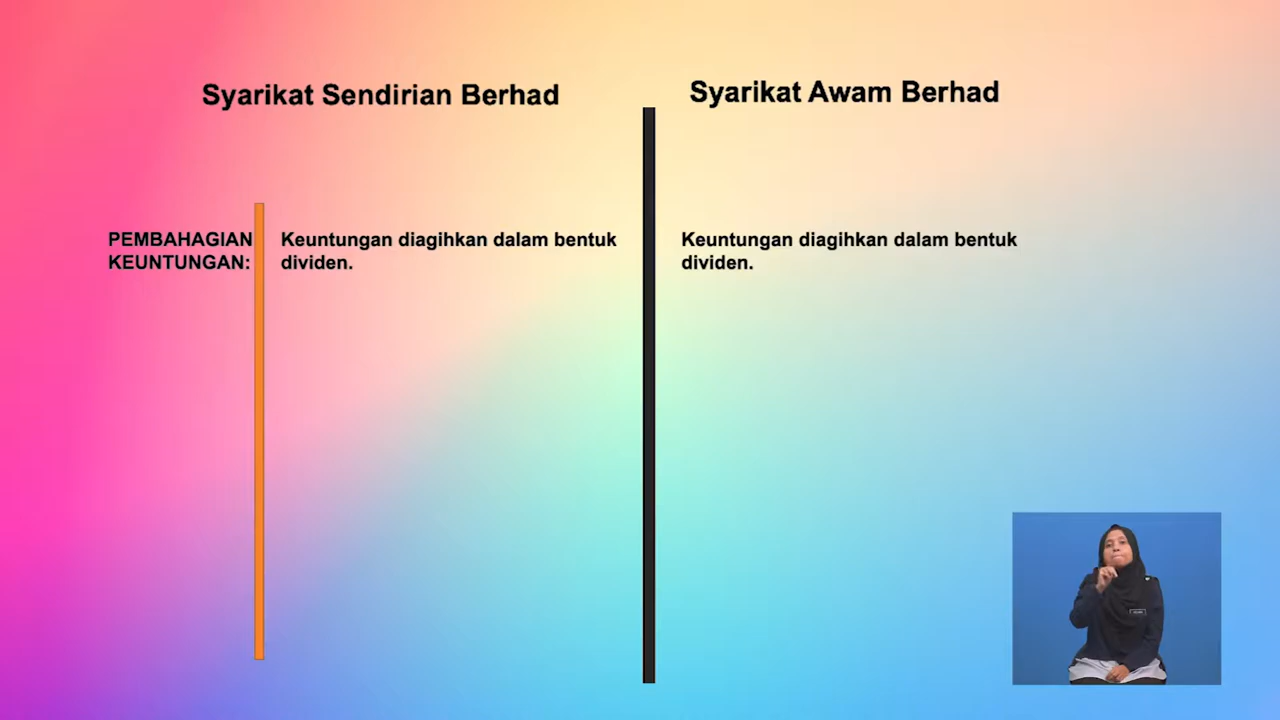 Syarikat Sendirian Berhad
Syarikat Awam Berhad
PEMBAHAGIAN
KEUNTUNGAN:
Keuntungan diagihkan dalam bentuk
dividen.
Keuntungan diagihkan dalam bentuk
dividen.